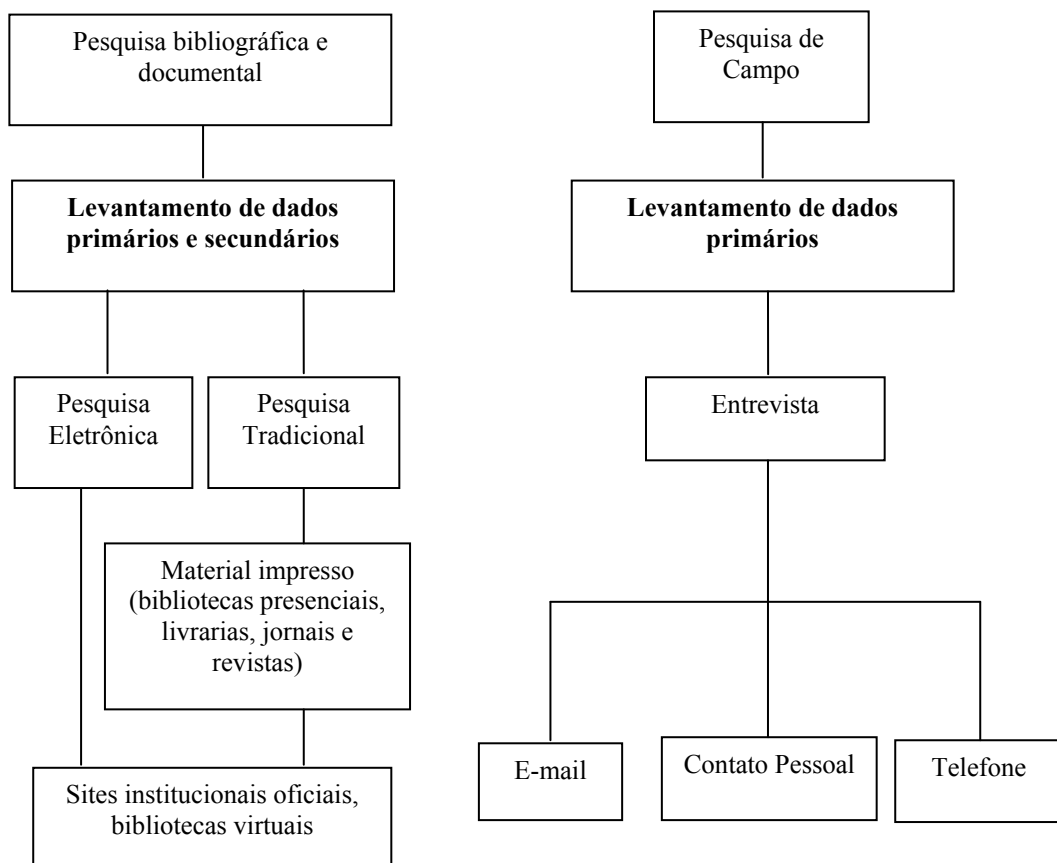 Pesquisa bibliográfica e
documental
Levantamento de dados
primários e secundários
Pesquisa
Eletrônica
Pesquisa
Tradicional
Material impresso
(bibliotecas presenciais,
livrarias, jornais e
revistas)
Sites institucionais oficiais,
bibliotecas virtuais
Pesquisa de
Campo
Levantamento de dados
primários
Entrevista
E-mail
Contato Pessoal
Telefone